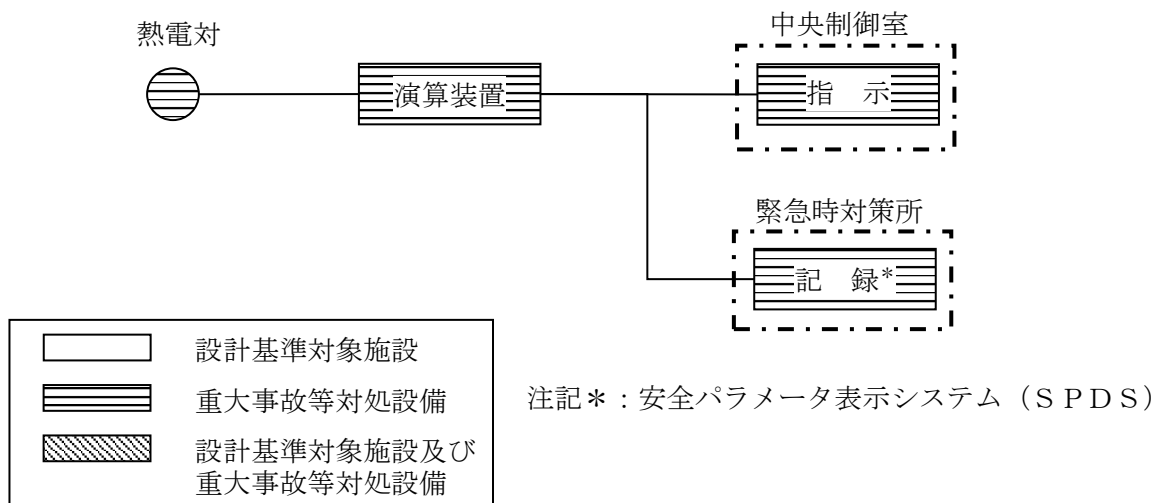 熱電対
中央制御室
演算装置
指　示
緊急時対策所
記　録*
設計基準対象施設
重大事故等対処設備
設計基準対象施設及び
重大事故等対処設備
注記＊：安全パラメータ表示システム（ＳＰＤＳ）